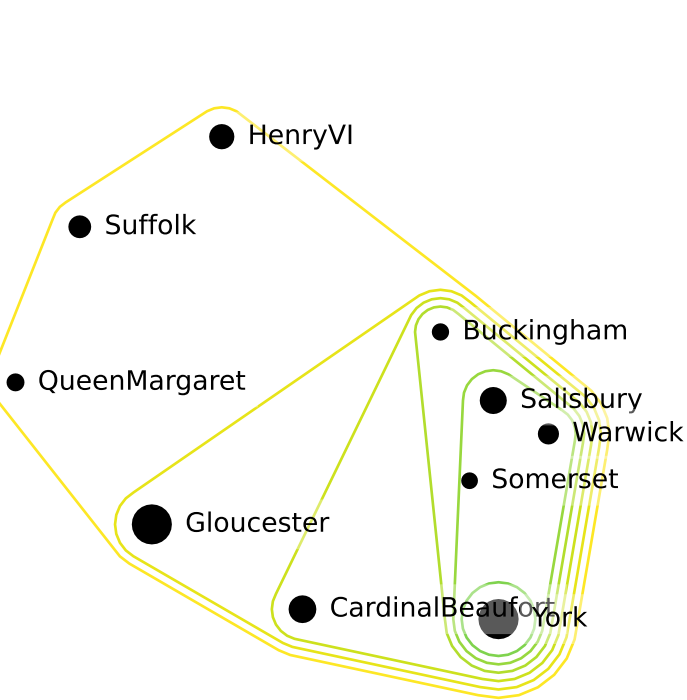 HenryVI
Suffolk
Buckingham
QueenMargaret
Salisbury
Warwick
Somerset
Gloucester
CardinalBeaufort
York